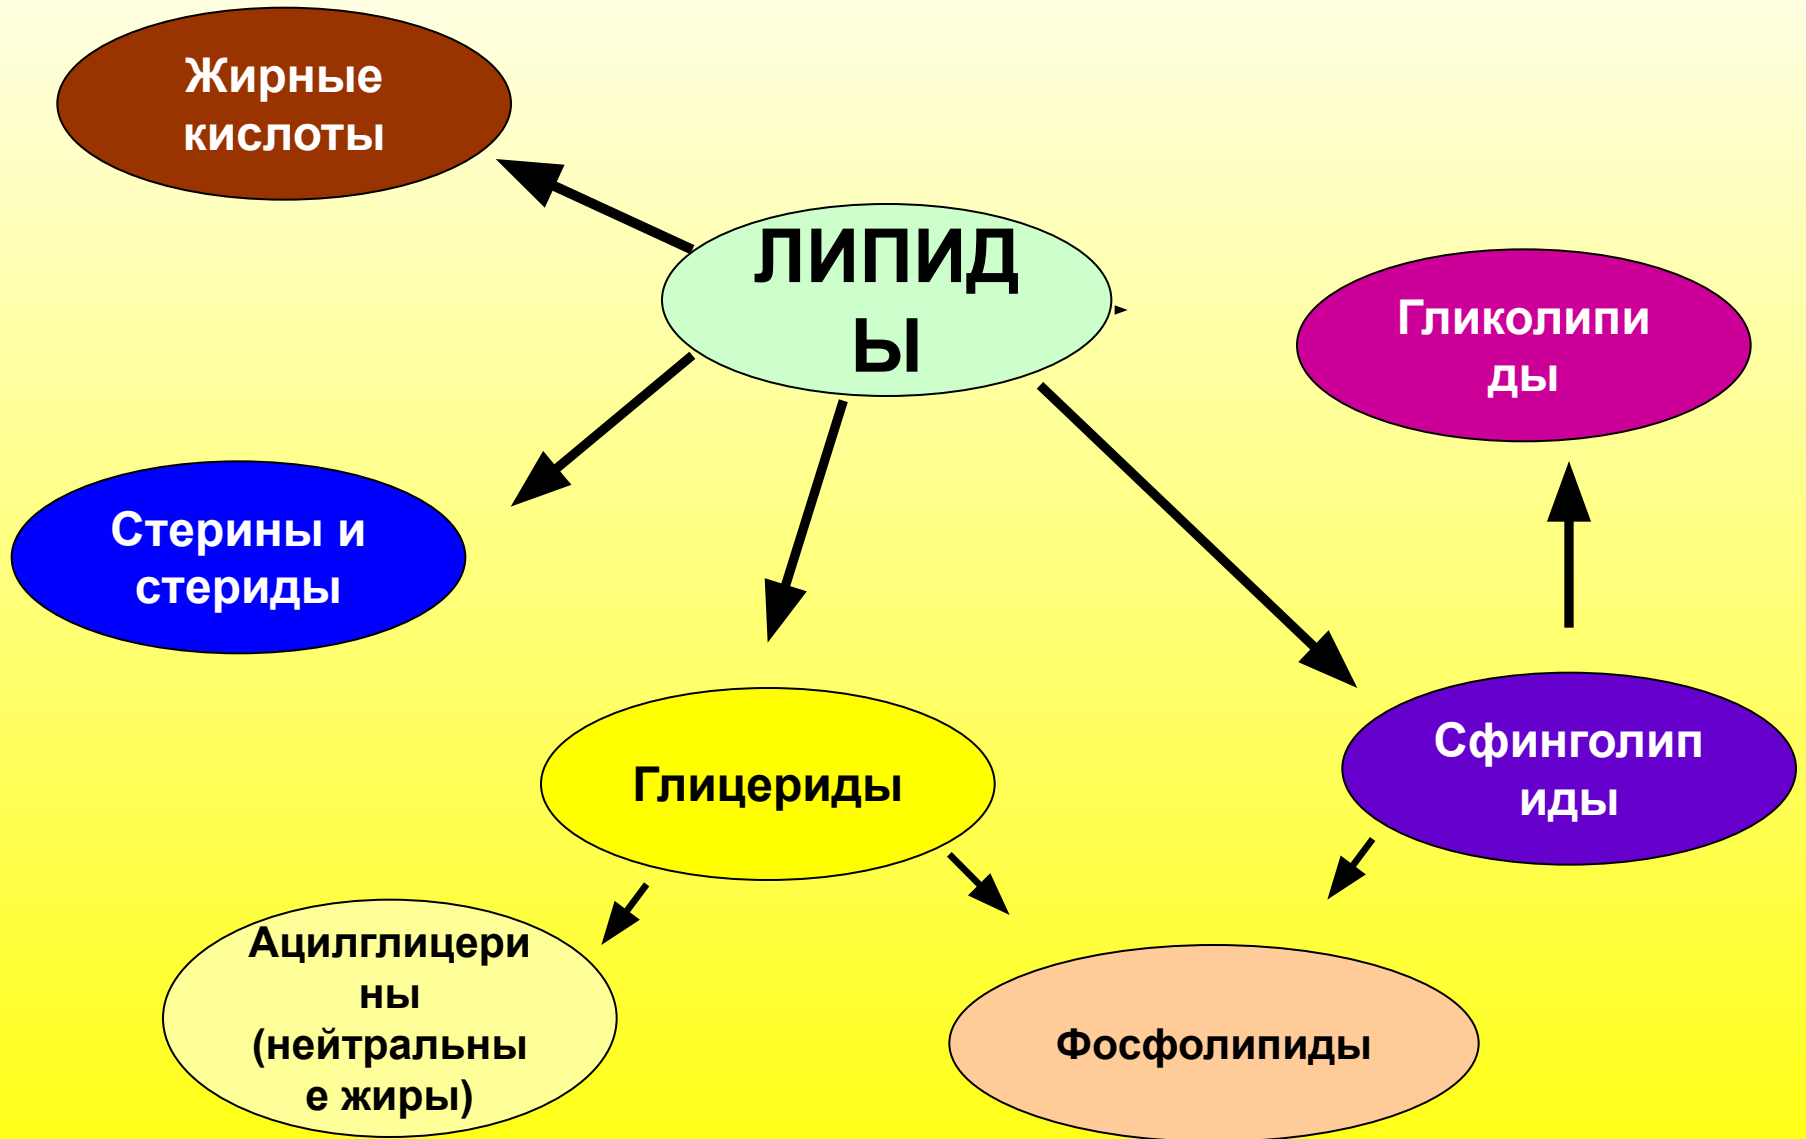 Жирные
кислоты
ЛИПИД
Ы
Гликолипи
ды
Стерины и
стериды
Глицериды
Сфинголип
иды
Ацилглицери
ны
(нейтральны
е жиры)
Фосфолипиды